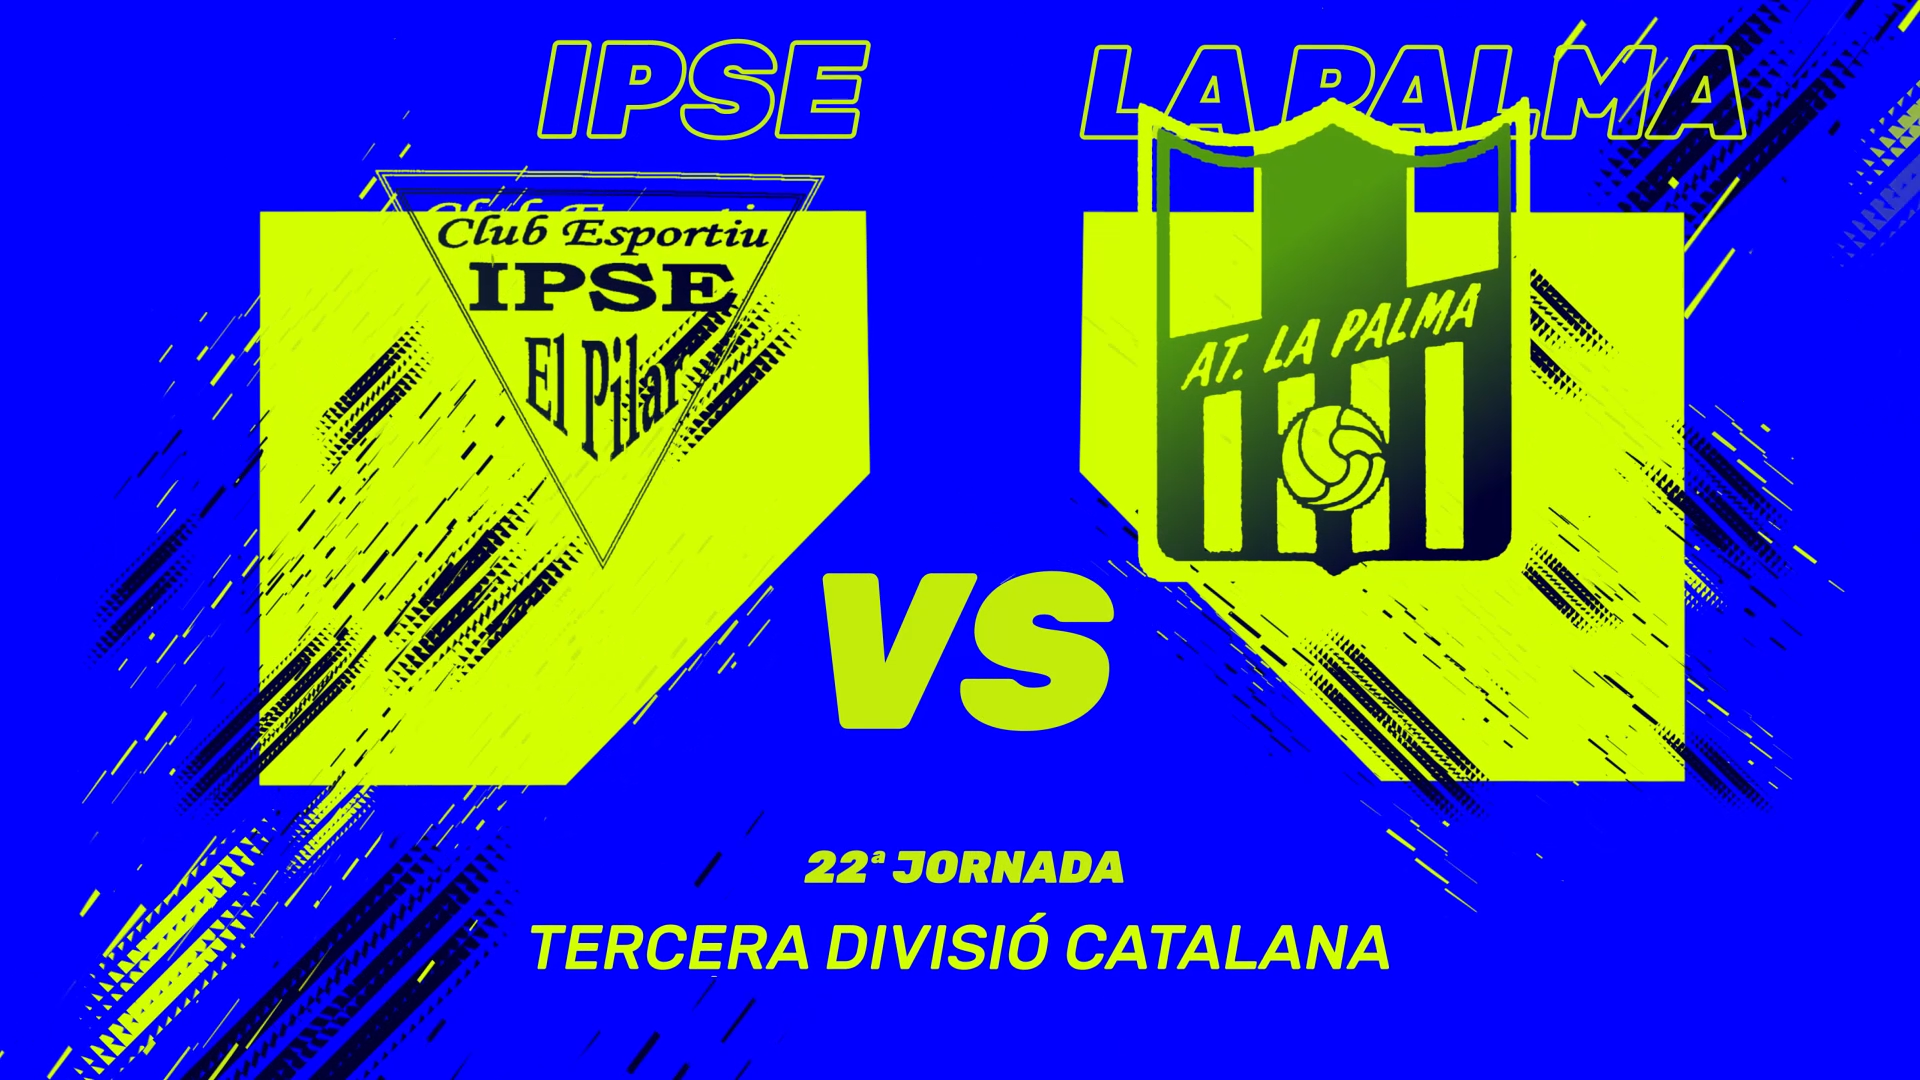 IPSE
LA PALMA
Club Esportiu
IPSE
El Pilar
AT. LA PALMA
VS
22ª JORNADA
TERCERA DIVISIÓ CATALANA